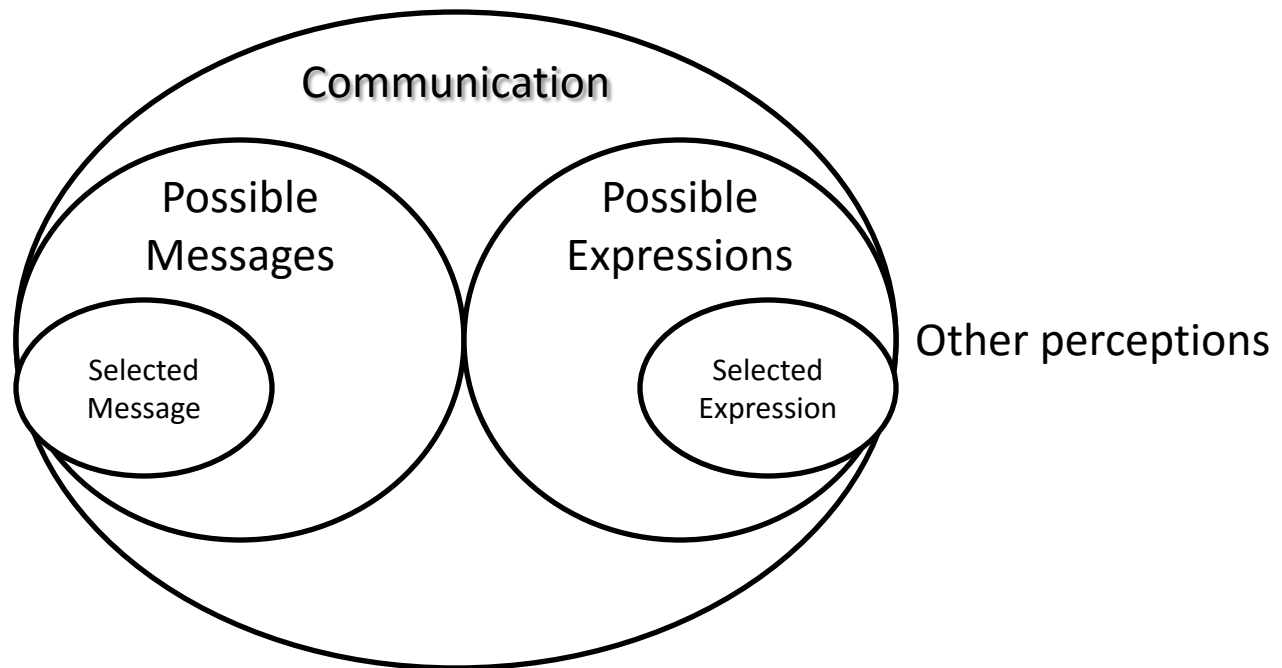 Communication
Possible
Messages
Possible
Expressions
Selected
Message
Selected
Expression
Other perceptions